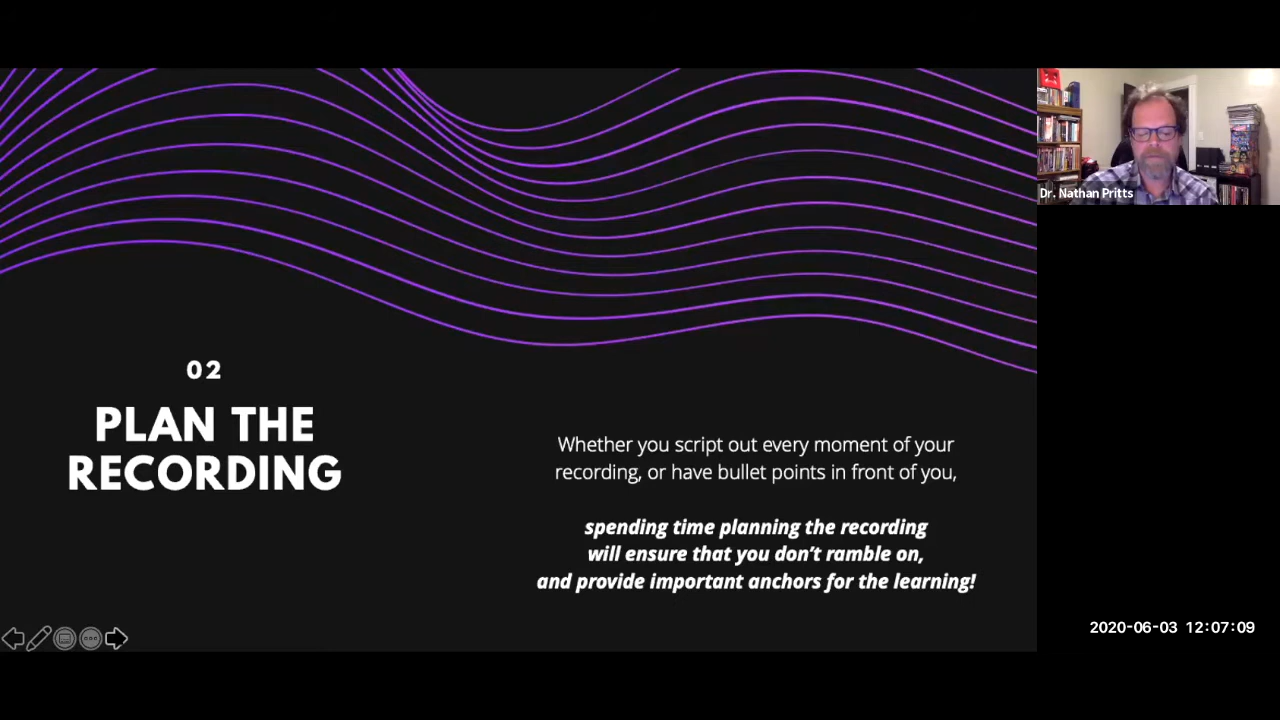 02
PLAN THE
RECORDING
Whether you script out every moment of your
recording, or have bullet points in front of you,
spending time planning the recording
will ensure that you don't ramble on,
and provide important anchors for the learning!
Dr. Nathan Pritts
2020-06-03 12:07:09